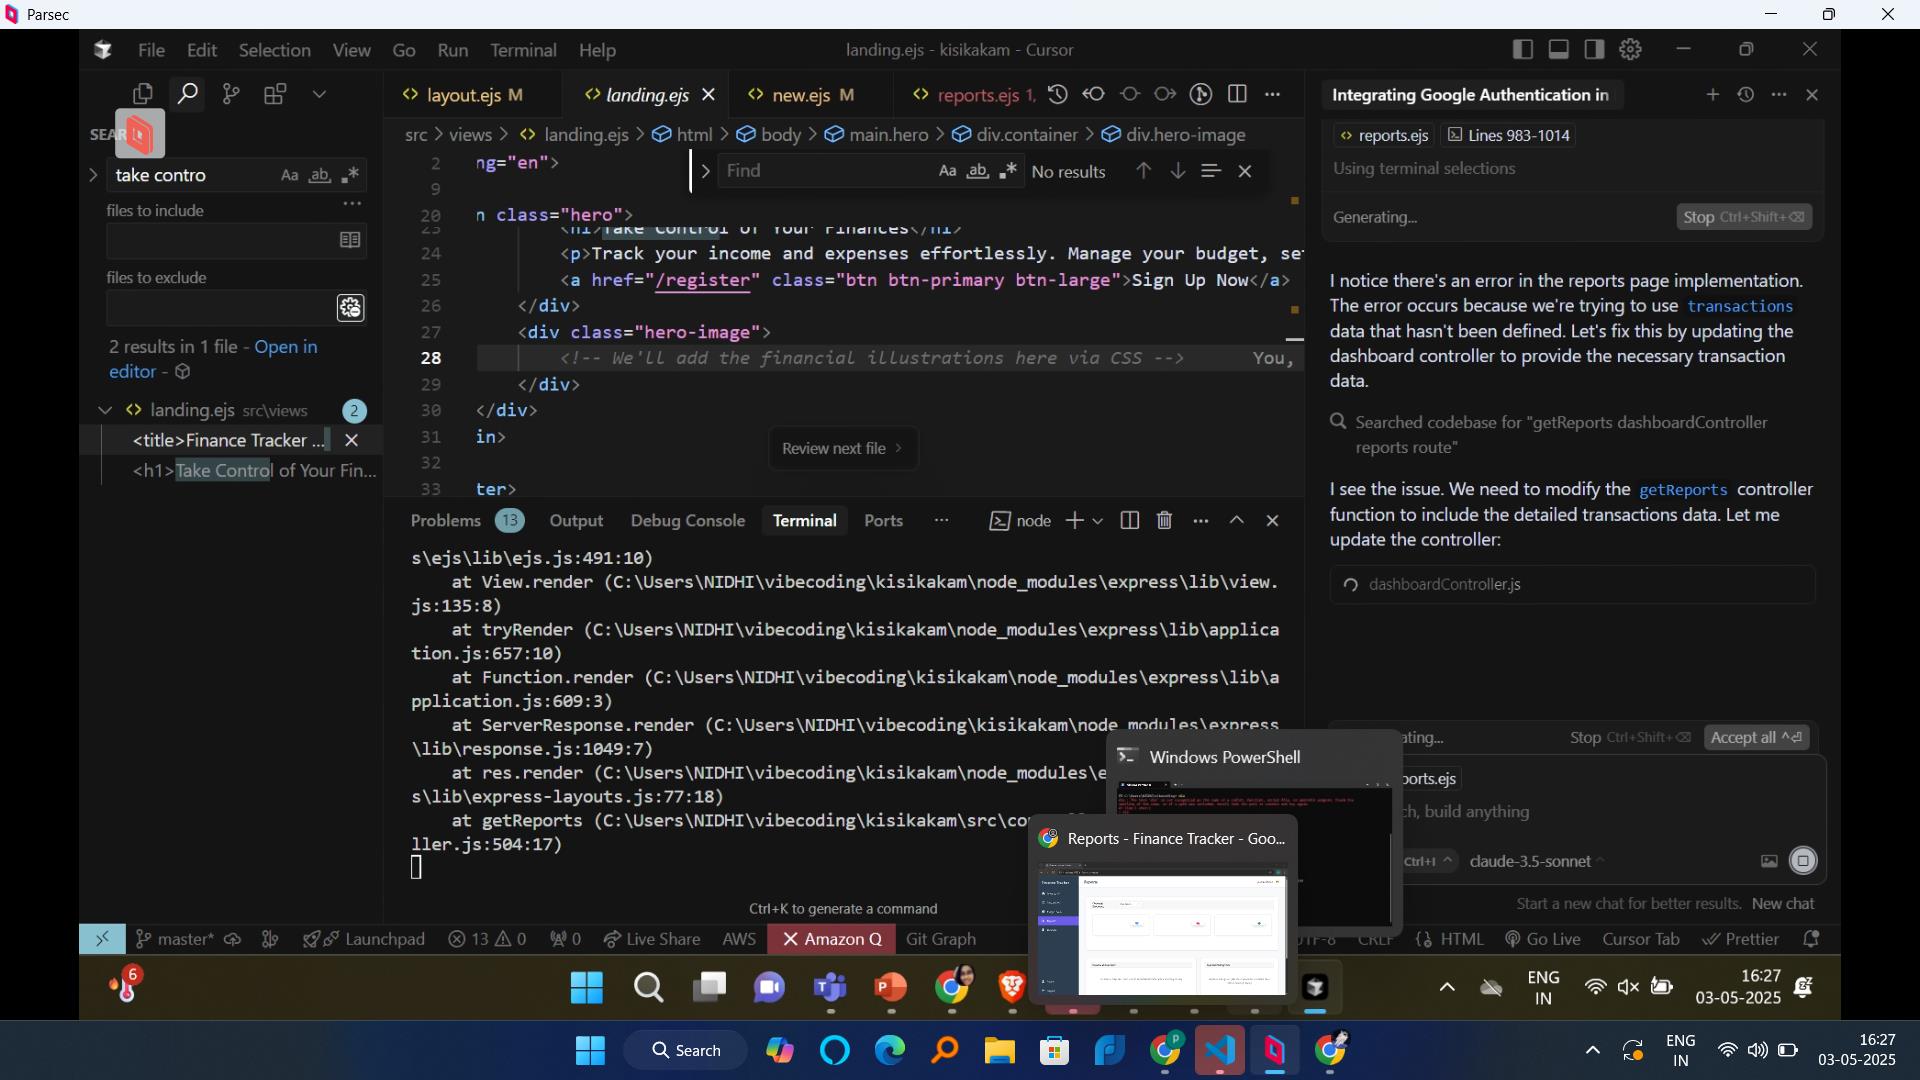 Parsec
File Edit Selection View Go Run Terminal Help
landing.ejs - kisikakam - Cursor
layout.ejs M
landing.ejs
new.ejs M
reports.ejs 1,
Integrating Google Authentication in
SEAR
take contro
files to include
files to exclude
2 results in 1 file - Open in
editor -
landing.ejs src\views 2
<title>Finance Tracker ...
<h1>Take Control of Your Fin...
src > views > landing.ejs > html > body > main.hero > div.container > div.hero-image
Find
Aa ab No results
2 ng="en">
9
20 n class="hero">
23 <h1>Take Control of Your Finances</h1>
24 <p>Track your income and expenses effortlessly. Manage your budget, se
25 <a href="/register" class="btn btn-primary btn-large">Sign Up Now</a>
26 </div>
27 <div class="hero-image">
28 <!-- We'll add the financial illustrations here via CSS --> You,
29 </div>
30 </div>
31 in>
32
33 ter>
Review next file
Problems 13 Output Debug Console Terminal Ports
node
s\ejs\lib\ejs.js:491:10)
at View.render (C:\Users\NIDHI\vibecoding\kisikakam\node_modules\express\lib\view.
js:135:8)
at tryRender (C:\Users\NIDHI\vibecoding\kisikakam\node_modules\express\lib\applica
tion.js:657:10)
at Function.render (C:\Users\NIDHI\vibecoding\kisikakam\node_modules\express\lib\a
pplication.js:609:3)
at ServerResponse.render (C:\Users\NIDHI\vibecoding\kisikakam\node_modules\express
\lib\response.js:1049:7)
at res.render (C:\Users\NIDHI\vibecoding\kisikakam\node_modules\e
s\lib\express-layouts.js:77:18)
at getReports (C:\Users\NIDHI\vibecoding\kisikakam\src\co
ller.js:504:17)
Ctrl+K to generate a command
reports.ejs
Lines 983-1014
Using terminal selections
Generating...
Stop Ctrl+Shift+
I notice there's an error in the reports page implementation.
The error occurs because we're trying to use transactions
data that hasn't been defined. Let's fix this by updating the
dashboard controller to provide the necessary transaction
data.
Searched codebase for "getReports dashboardController
reports route"
I see the issue. We need to modify the getReports controller
function to include the detailed transactions data. Let me
update the controller:
dashboardController.js
ating...
Stop Ctrl+Shift+
Accept all
ports.ejs
ch, build anything
Ctrl+I
claude-3.5-sonnet
Start a new chat for better results. New chat
Windows PowerShell
Reports - Finance Tracker - Goo...
master* Launchpad 13 0 0 Live Share AWS Amazon Q Git Graph
UTF-8 CRLF HTML Go Live Cursor Tab Prettier
6
ENG
IN
16:27
03-05-2025
Search
ENG
IN
16:27
03-05-2025